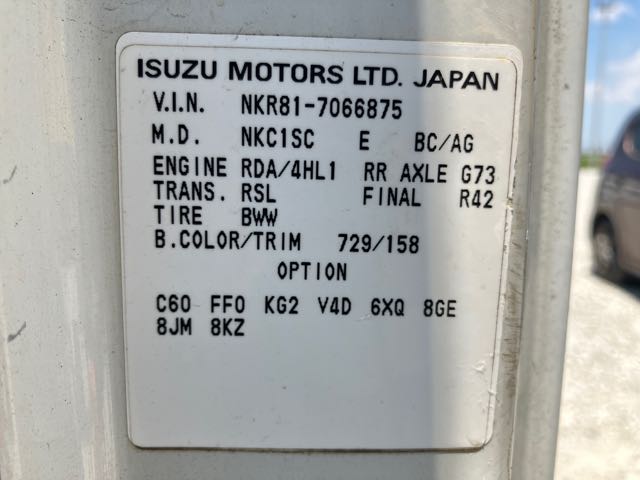 ISUZU MOTORS LTD. JAPAN
V.I.N. NKR81-7066875
M.D. NKC1SC E BC/AG
ENGINE RDA/4HL1 RR AXLE G73
TRANS. RSL FINAL R42
TIRE BWW
B.COLOR/TRIM 729/158
OPTION
C60 FF0 KG2 V4D 6XQ 8GE
8JM 8KZ